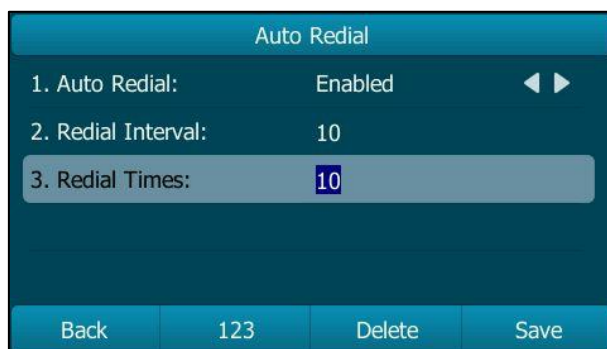 Auto Redial
1. Auto Redial: Enabled
2. Redial Interval: 10
3. Redial Times: 10
Back 123 Delete Save